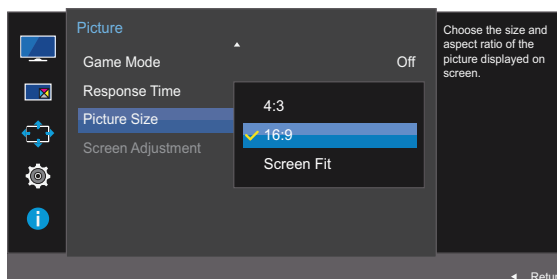 Picture
Game Mode Off
Response Time
Picture Size
Screen Adjustment
4:3
16:9
Screen Fit
Choose the size and
aspect ratio of the
picture displayed on
screen.